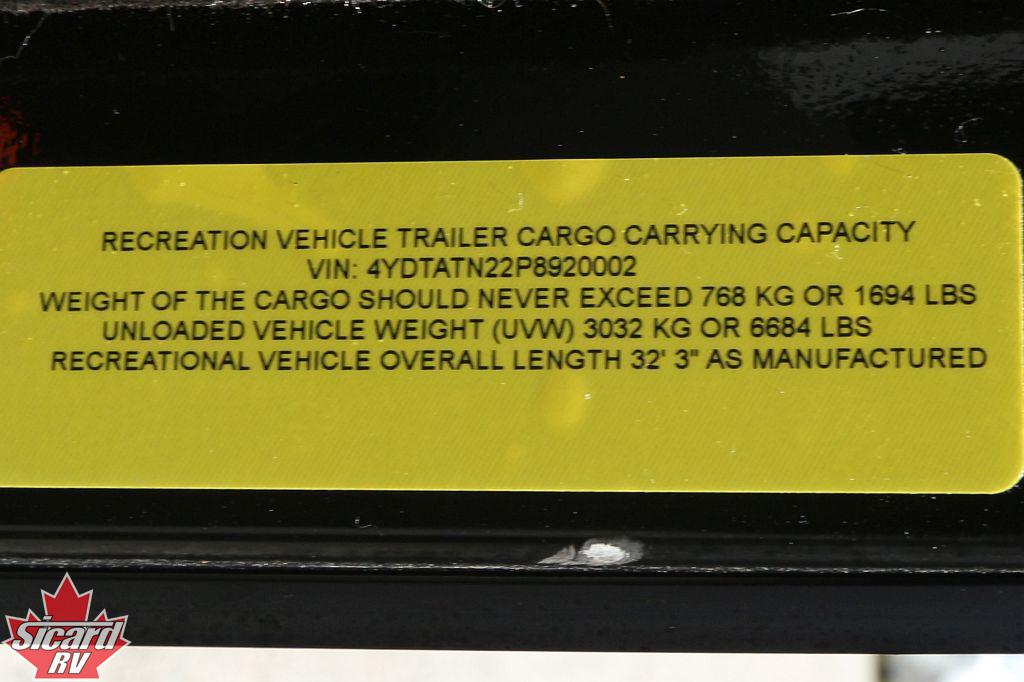 RECREATION VEHICLE TRAILER CARGO CARRYING CAPACITY
VIN: 4YDTATN22P8920002
WEIGHT OF THE CARGO SHOULD NEVER EXCEED 768 KG OR 1694 LBS
UNLOADED VEHICLE WEIGHT (UVW) 3032 KG OR 6684 LBS
RECREATIONAL VEHICLE OVERALL LENGTH 32' 3" AS MANUFACTURED
Sicard
RV